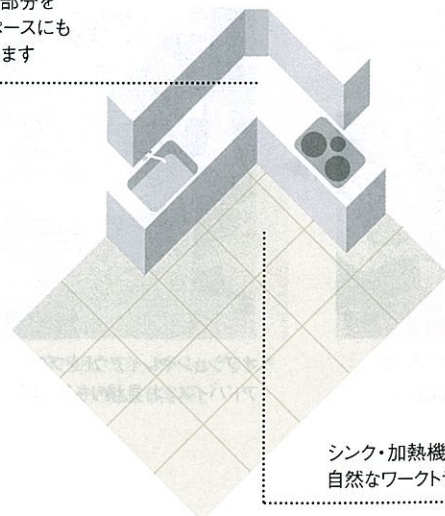 部分を
ースにも
ます
シンク・加熱機
自然なワークト